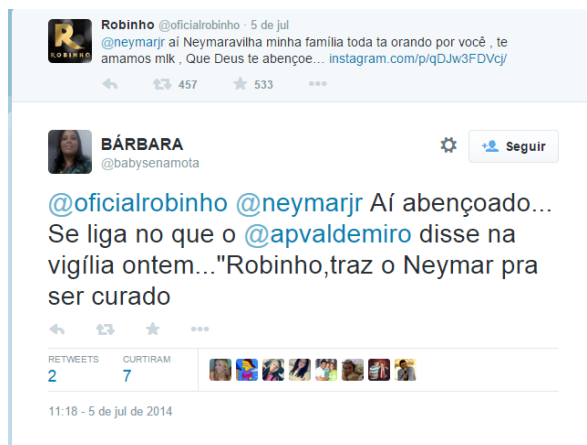 Robinho @oficialrobinho · 5 de jul
@neymarjr aí Neymaravilha minha família toda ta orando por você , te
amamos mlk , Que Deus te abençoe... instagram.com/p/qDJw3FDVcj/
R
ROBINHO
457 533
BÁRBARA
@babysenamota
Seguir
@oficialrobinho @neymarjr Aí abençoado...
Se liga no que o @apvaldemiro disse na
vigília ontem..."Robinho,traz o Neymar pra
ser curado
RETWEETS CURTIRAM
2 7
11:18 - 5 de jul de 2014